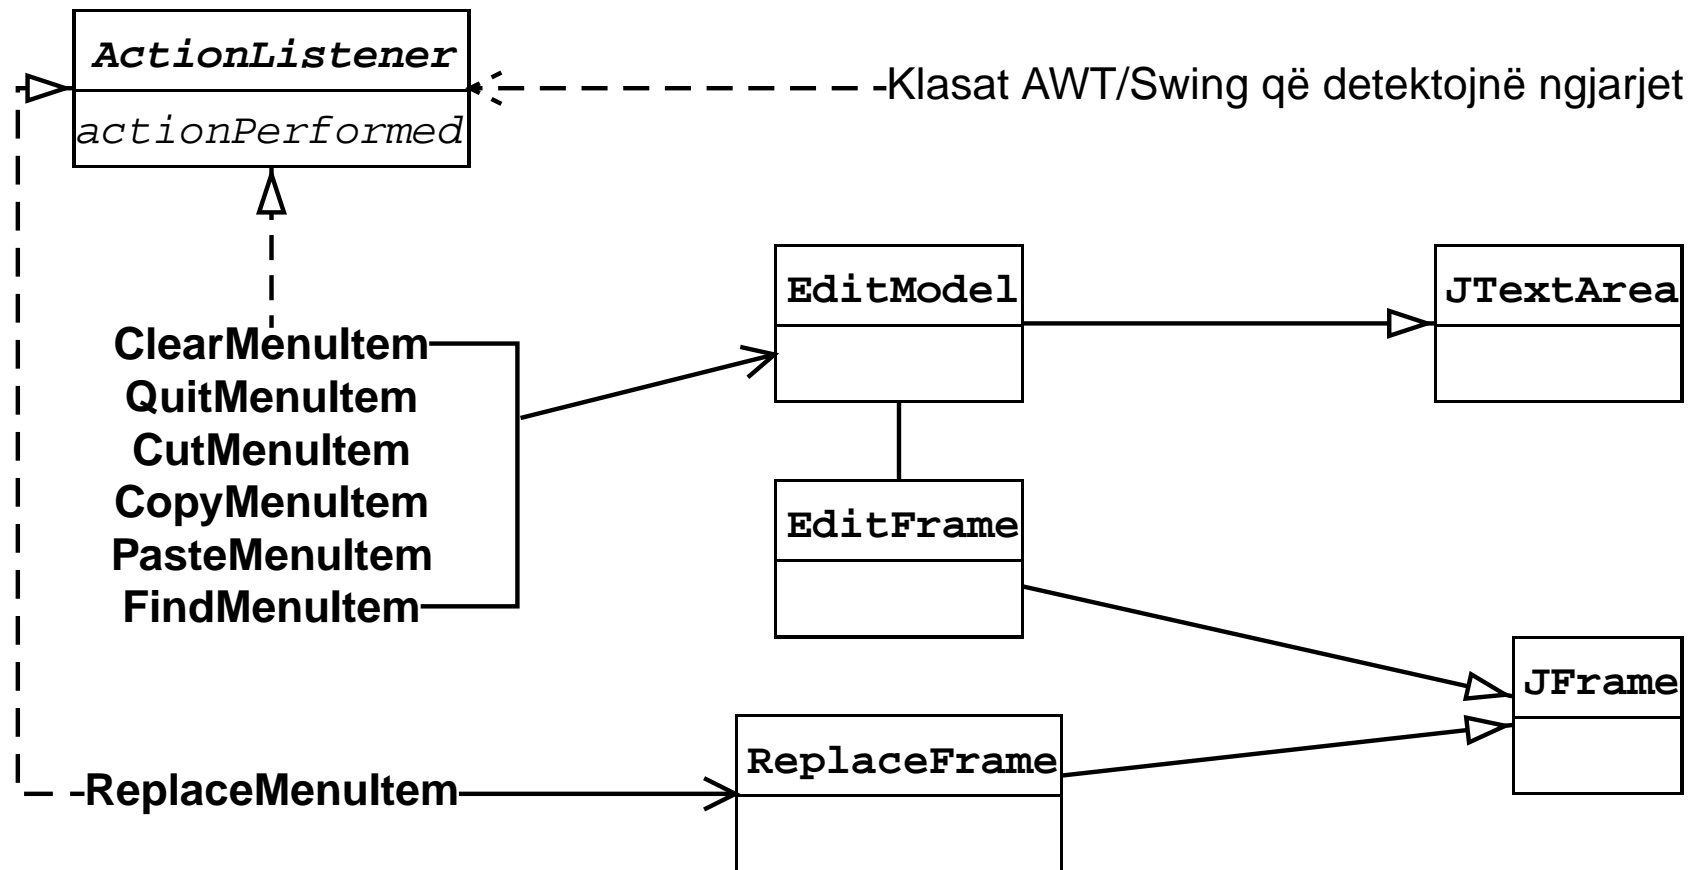 ActionListener
actionPerformed
Klasat AWT/Swing që detektojnë ngjarjet
EditModel
JTextArea
ClearMenuItem
QuitMenuItem
CutMenuItem
CopyMenuItem
PasteMenuItem
FindMenuItem
EditFrame
JFrame
ReplaceFrame
ReplaceMenuItem